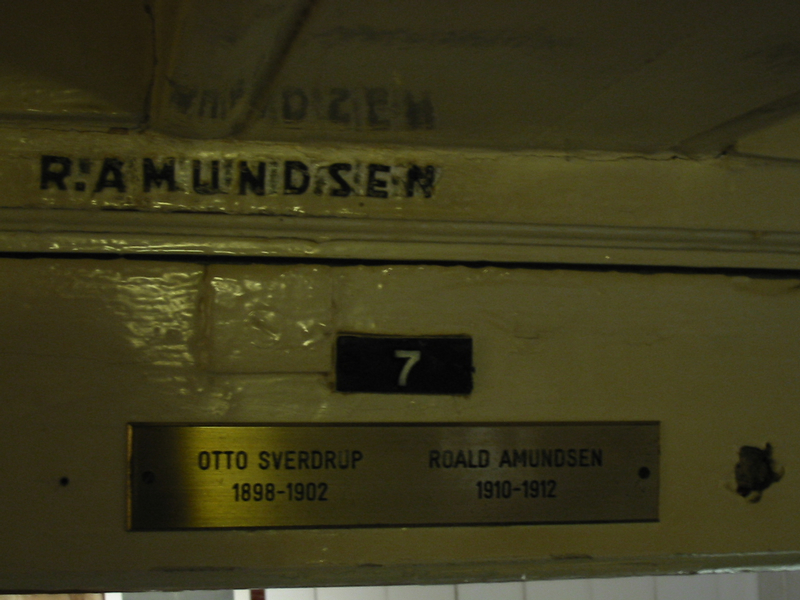 R. AMUNDSEN
7
OTTO SVERDRUP ROALD AMUNDSEN
1898-1902 1910-1912